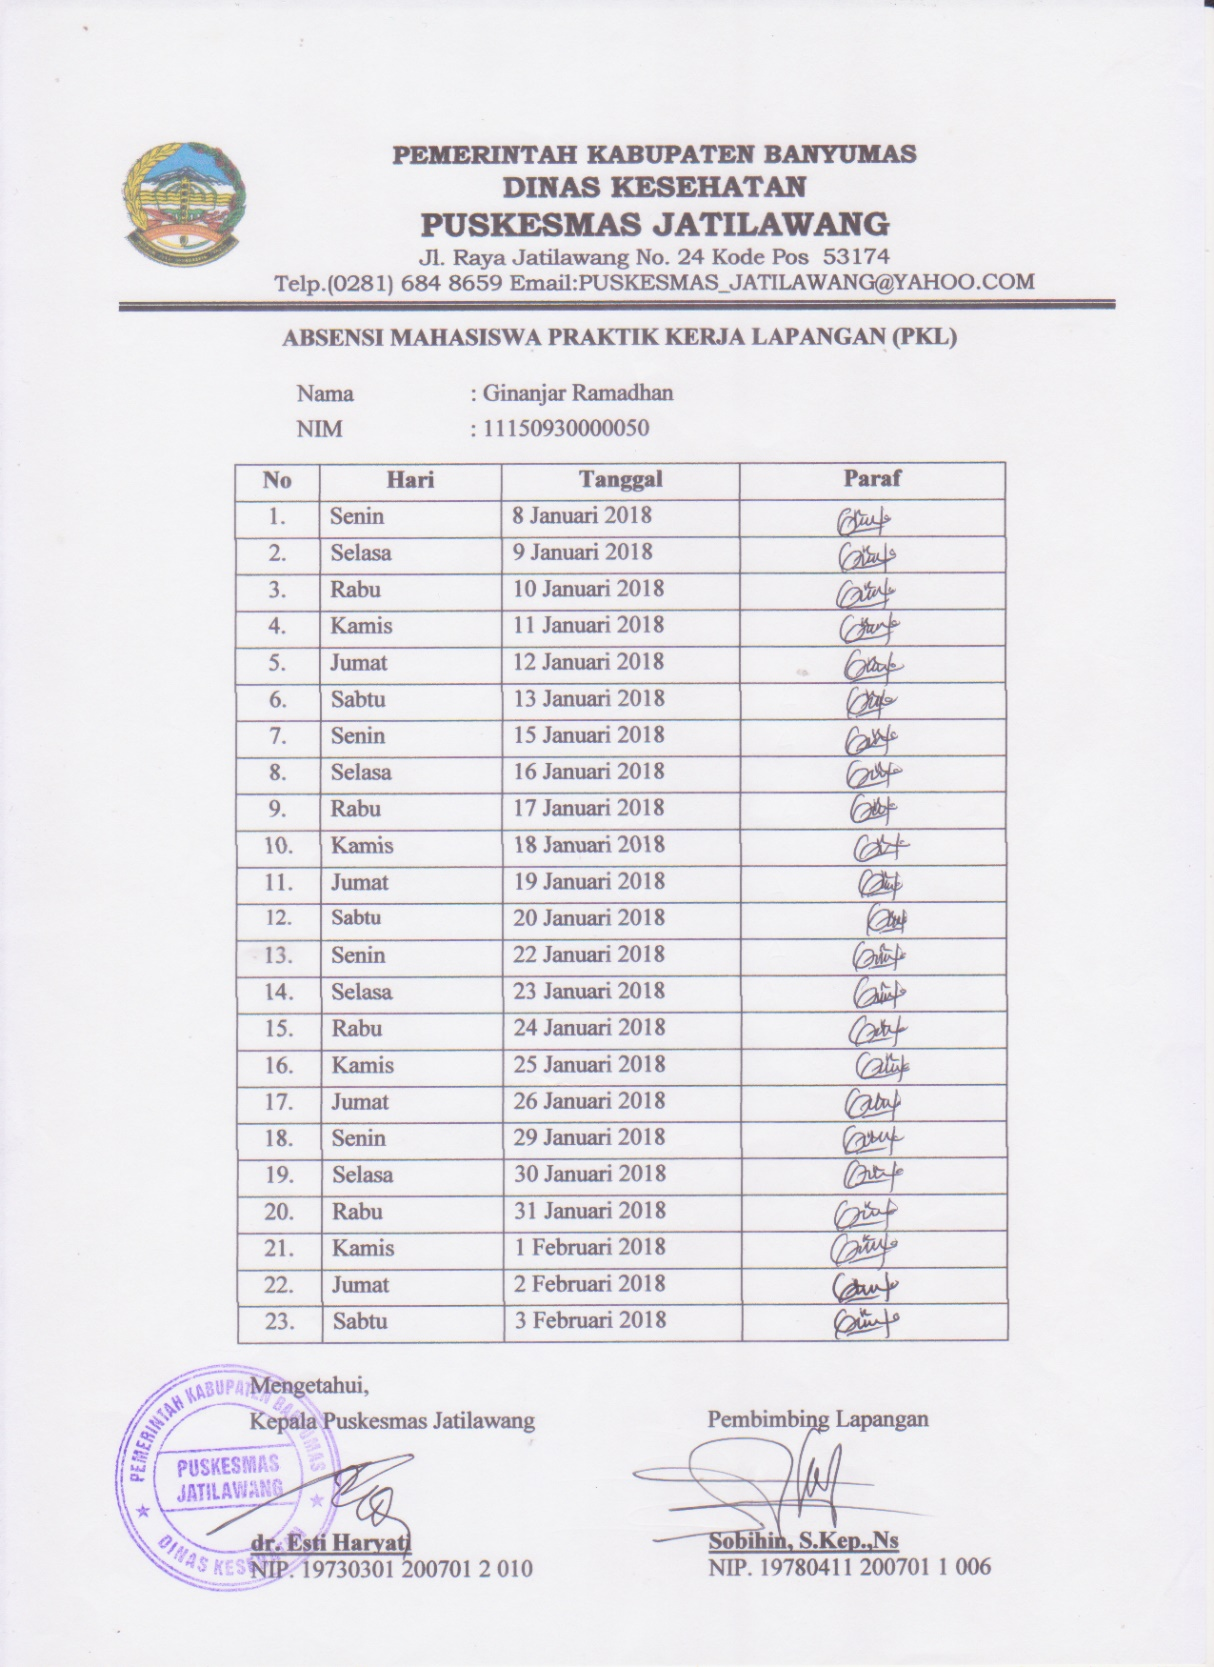 PEMERINTAH KABUPATEN BANYUMAS
DINAS KESEHATAN
PUSKESMAS JATILAWANG
Jl. Raya Jatilawang No. 24 Kode Pos 53174
Telp.(0281) 684 8659 Email:PUSKESMAS_JATILAWANG@YAHOO.COM
ABSENSI MAHASISWA PRAKTIK KERJA LAPANGAN (PKL)
Nama : Ginanjar Ramadhan
NIM : 11150930000050
No Hari Tanggal Paraf
1. Senin 8 Januari 2018
2. Selasa 9 Januari 2018
3. Rabu 10 Januari 2018
4. Kamis 11 Januari 2018
5. Jumat 12 Januari 2018
6. Sabtu 13 Januari 2018
7. Senin 15 Januari 2018
8. Selasa 16 Januari 2018
9. Rabu 17 Januari 2018
10. Kamis 18 Januari 2018
11. Jumat 19 Januari 2018
12. Sabtu 20 Januari 2018
13. Senin 22 Januari 2018
14. Selasa 23 Januari 2018
15. Rabu 24 Januari 2018
16. Kamis 25 Januari 2018
17. Jumat 26 Januari 2018
18. Senin 29 Januari 2018
19. Selasa 30 Januari 2018
20. Rabu 31 Januari 2018
21. Kamis 1 Februari 2018
22. Jumat 2 Februari 2018
23. Sabtu 3 Februari 2018
Mengetahui,
Kepala Puskesmas Jatilawang Pembimbing Lapangan
PEMERINTAH KABUPATEN BANYUMAS
PUSKESMAS
JATILAWANG
DINAS KESEHATAN
dr. Esti Haryati Sobihin, S.Kep.,Ns
NIP. 19730301 200701 2 010 NIP. 19780411 200701 1 006